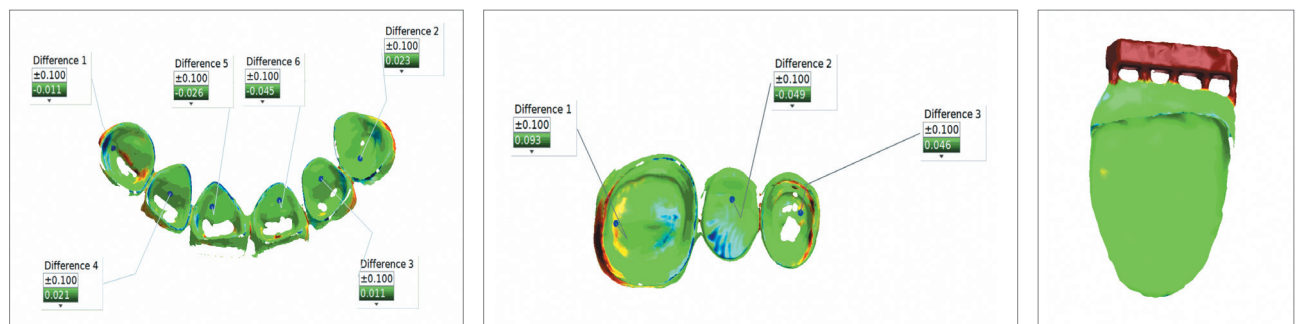 Difference 1
±0.100
-0.011
Difference 5
±0.100
-0.026
Difference 6
±0.100
-0.045
Difference 2
±0.100
0.023
Difference 4
±0.100
0.021
Difference 3
±0.100
0.011
Difference 1
±0.100
0.093
Difference 2
±0.100
-0.049
Difference 3
±0.100
0.046